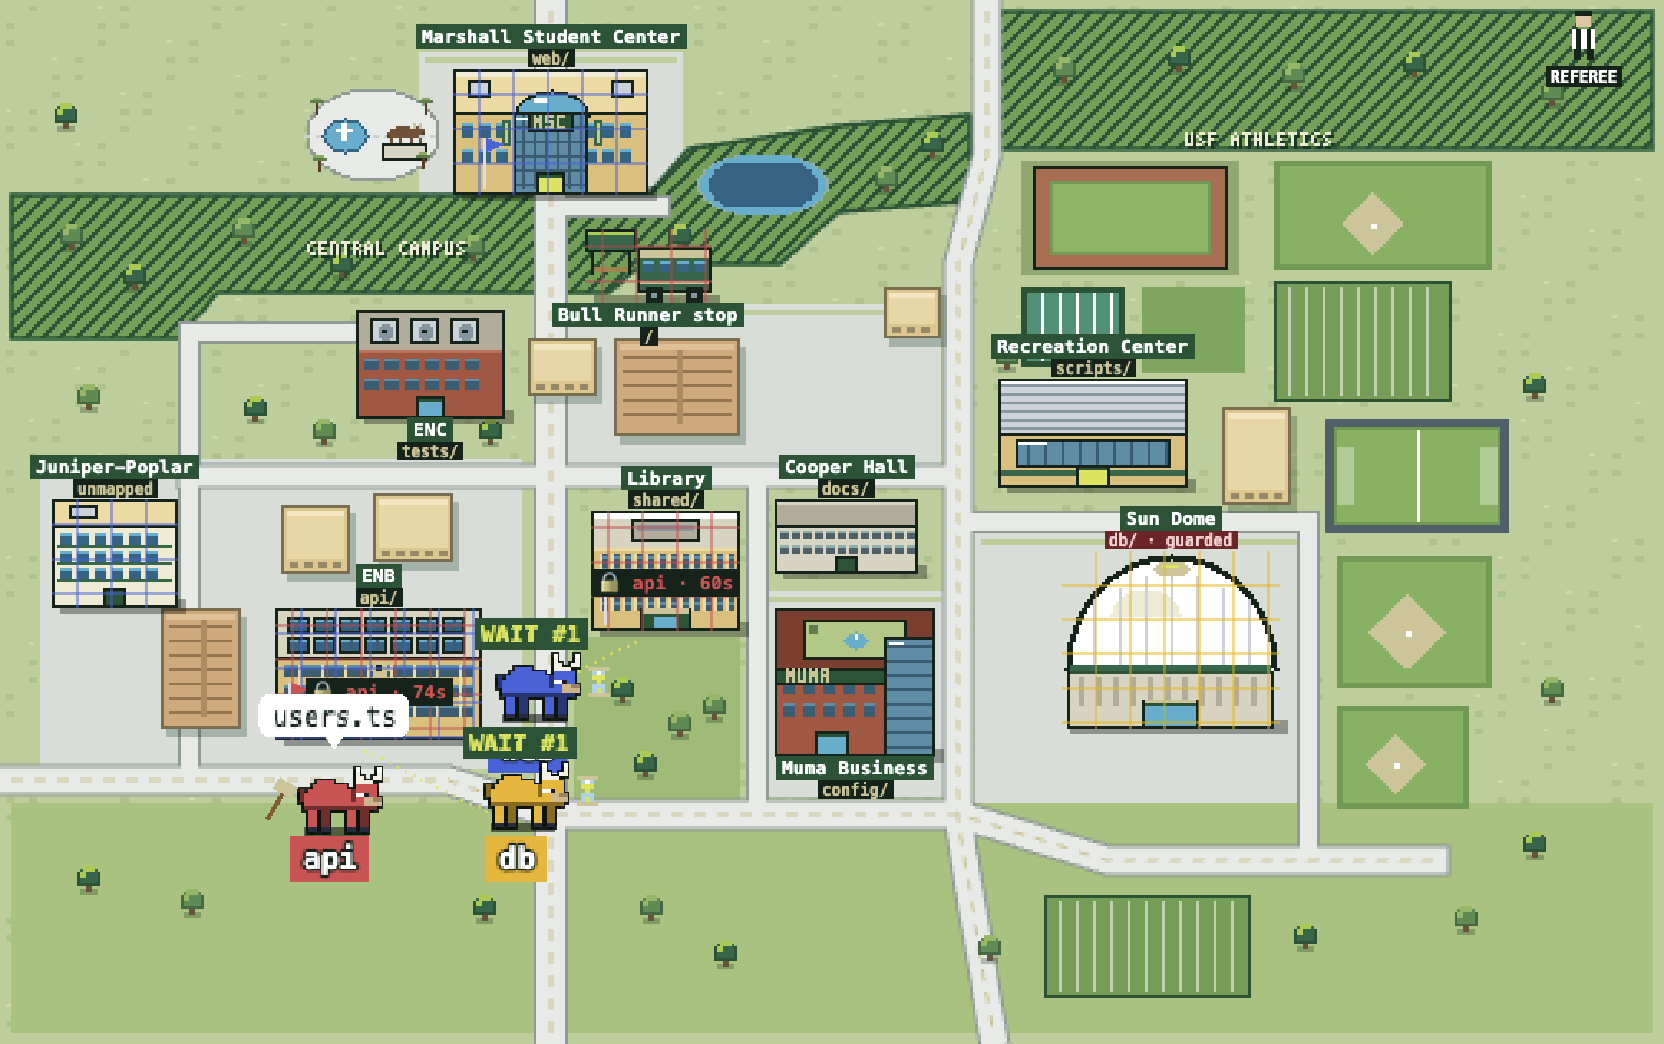 Marshall Student Center
web/
MSC
REFEREE
USF ATHLETICS
CENTRAL CAMPUS
Bull Runner stop
/
Recreation Center
scripts/
ENC
tests/
Juniper-Poplar
unmapped
Library
shared/
api · 60s
Cooper Hall
docs/
Sun Dome
db/ · guarded
ENB
api/
api · 74s
users.ts
WAIT #1
WAIT #1
MUMA
Muma Business
config/
api
db